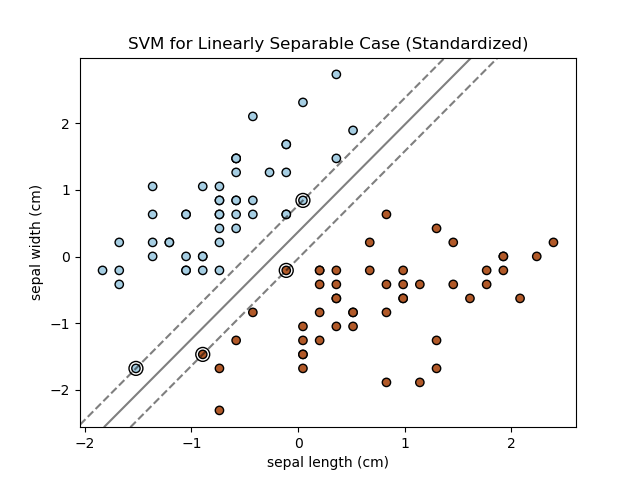 SVM for Linearly Separable Case (Standardized)
sepal width (cm)
2
1
0
−1
−2
−2 −1 0 1 2
sepal length (cm)